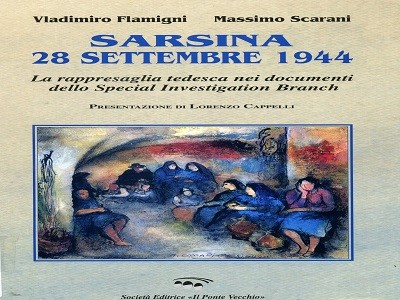 Vladimiro Flamigni Massimo Scarani
SARSINA
28 SETTEMBRE 1944
La rappresaglia tedesca nei documenti
dello Special Investigation Branch
PRESENTAZIONE DI LORENZO CAPPELLI
Società Editrice «Il Ponte Vecchio»